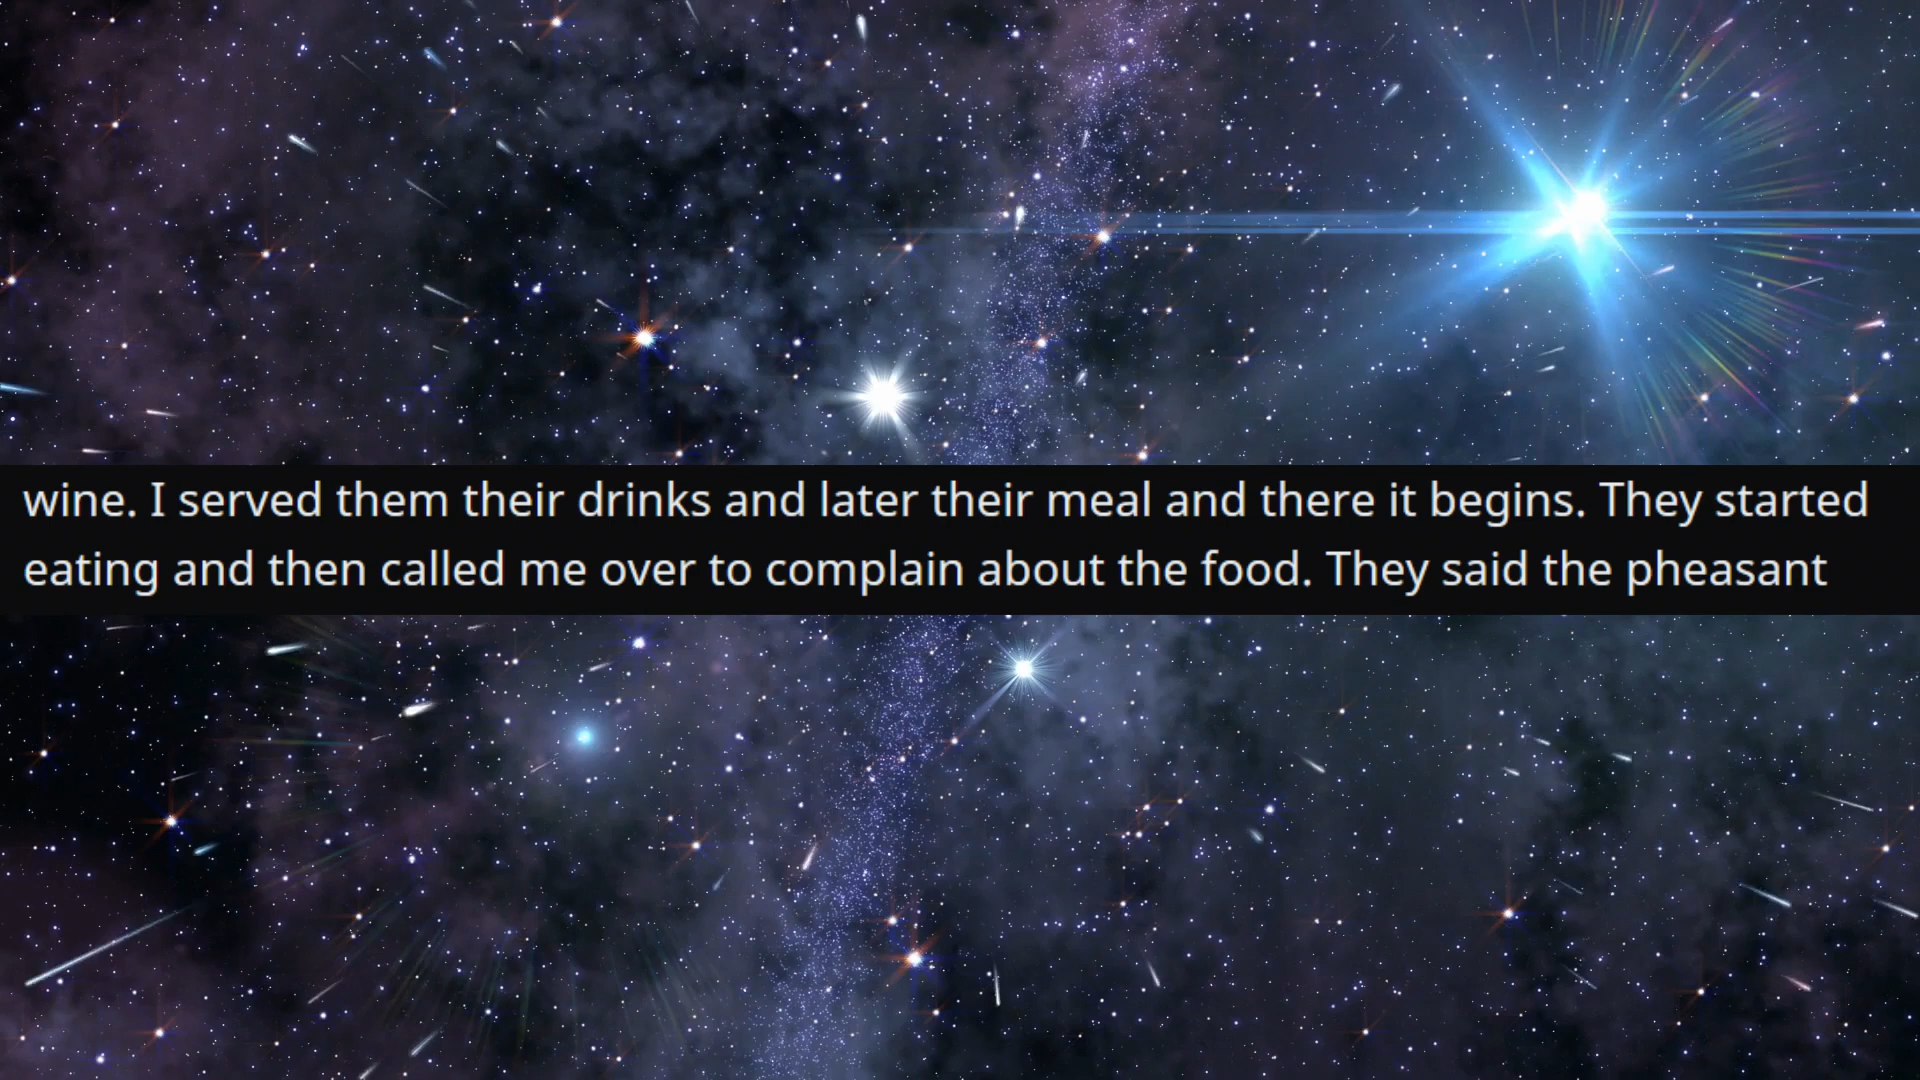 wine. I served them their drinks and later their meal and there it begins. They started
eating and then called me over to complain about the food. They said the pheasant